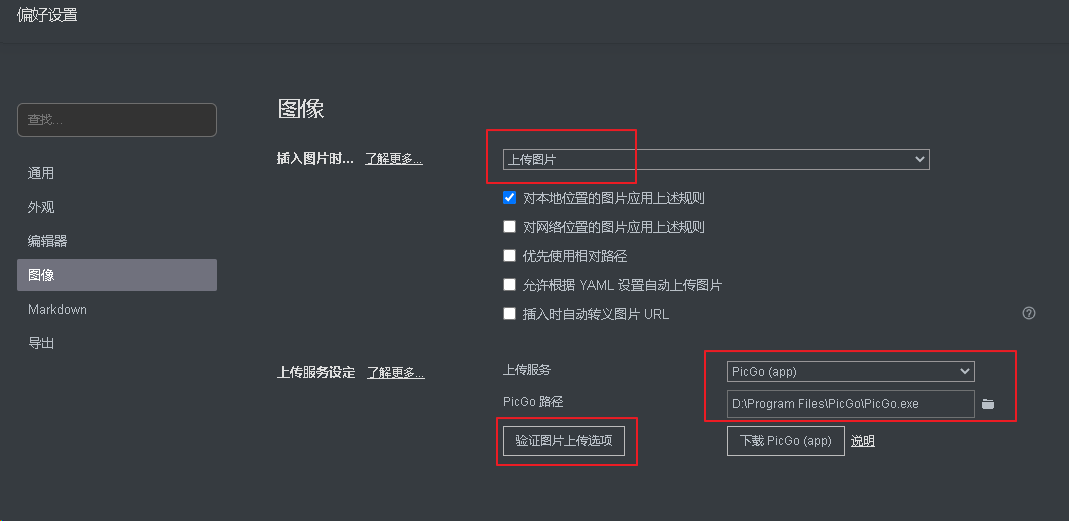 偏好设置
查找...
通用
外观
编辑器
图像
Markdown
导出
图像
插入图片时... 了解更多...
上传图片
对本地位置的图片应用上述规则
对网络位置的图片应用上述规则
优先使用相对路径
允许根据 YAML 设置自动上传图片
插入时自动转义图片 URL
上传服务设定 了解更多...
上传服务 PicGo (app)
PicGo 路径 D:\Program Files\PicGo\PicGo.exe
验证图片上传选项 下载 PicGo (app) 说明